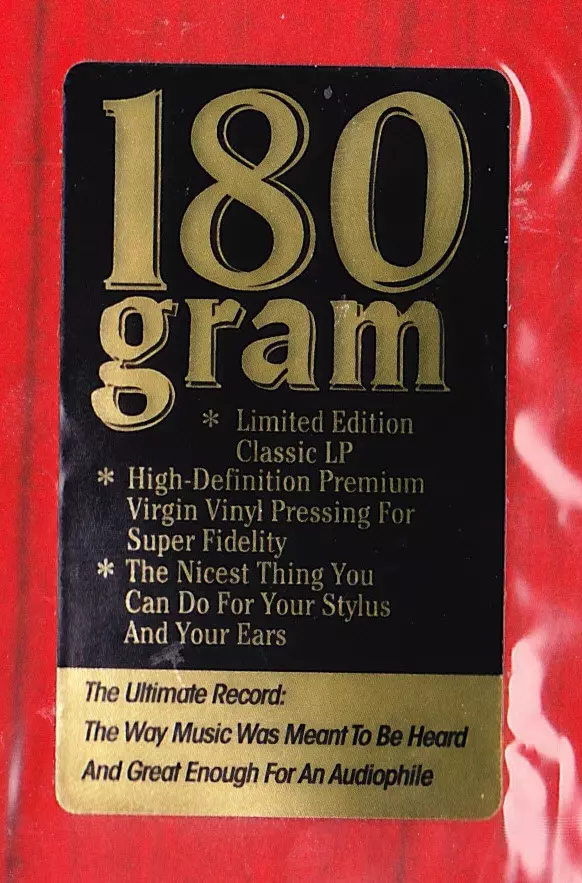 180
gram
* Limited Edition
Classic LP
* High-Definition Premium
Virgin Vinyl Pressing For
Super Fidelity
* The Nicest Thing You
Can Do For Your Stylus
And Your Ears
The Ultimate Record:
The Way Music Was Meant To Be Heard
And Great Enough For An Audiophile